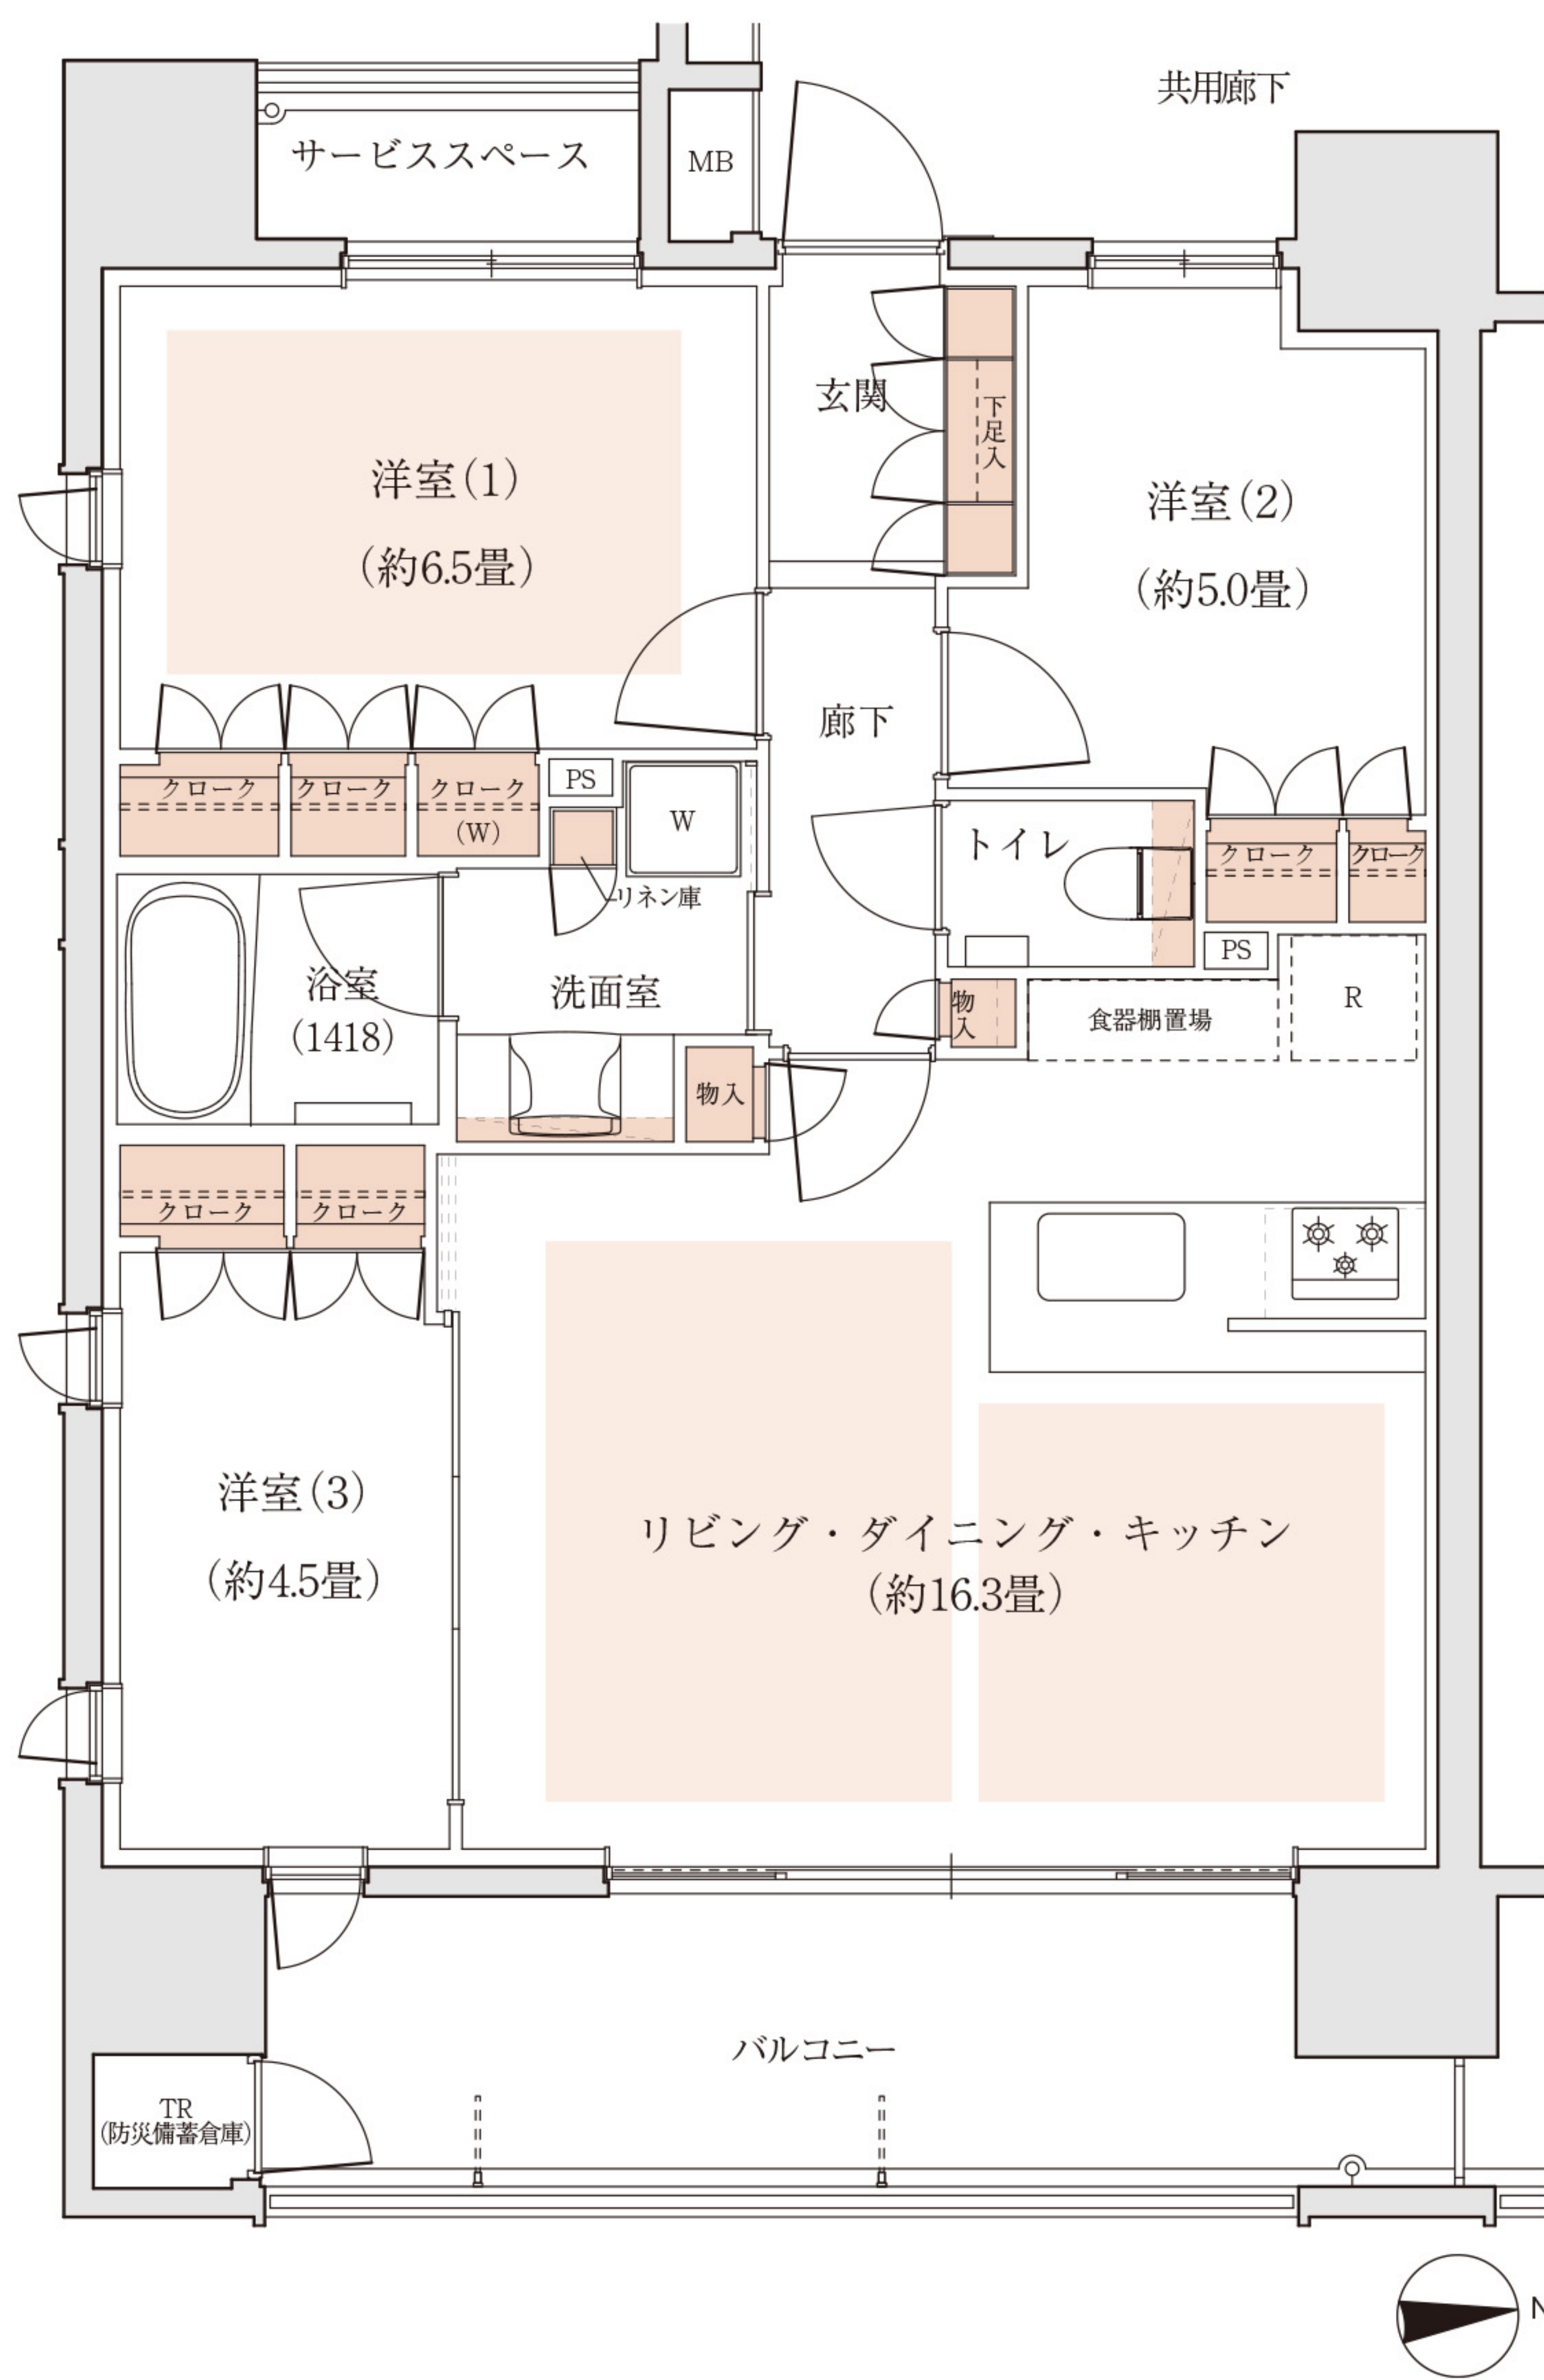 共用廊下
サービススペース
MB
玄関
下足入
洋室(1)
(約6.5畳)
洋室(2)
(約5.0畳)
廊下
クローク
クローク
クローク
(W)
PS
W
リネン庫
トイレ
クローク
クローク
PS
浴室
(1418)
洗面室
物入
食器棚置場
R
物入
クローク
クローク
洋室(3)
(約4.5畳)
リビング・ダイニング・キッチン
(約16.3畳)
バルコニー
TR
(防災備蓄倉庫)
N